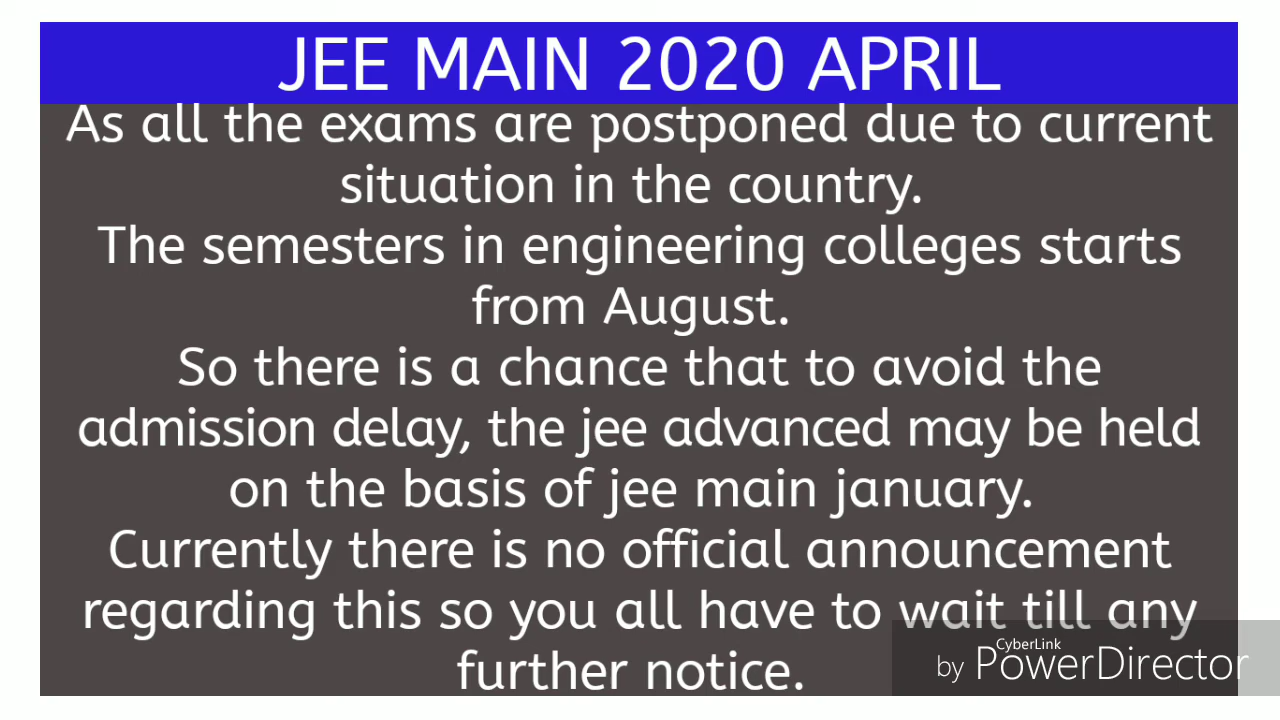 JEE MAIN 2020 APRIL
As all the exams are postponed due to current
situation in the country.
The semesters in engineering colleges starts
from August.
So there is a chance that to avoid the
admission delay, the jee advanced may be held
on the basis of jee main january.
Currently there is no official announcement
regarding this so you all have to wait till any
further notice.
CyberLink
by PowerDirector